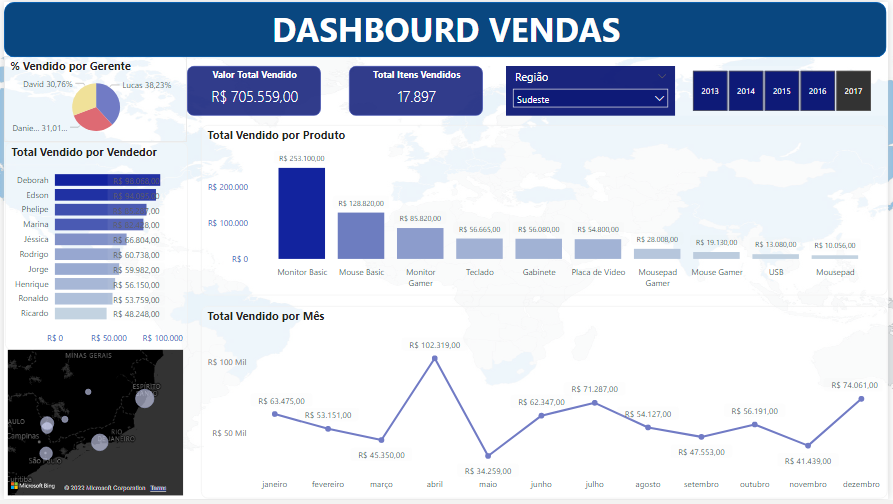 DASHBOURD VENDAS
% Vendido por Gerente
David 30,76%
Lucas 38,23%
Danie... 31,01...
Valor Total Vendido
R$ 705.559,00
Total Itens Vendidos
17.897
Região
Sudeste
2013
2014
2015
2016
2017
Total Vendido por Vendedor
Deborah
Edson
Phelipe
Marina
Jéssica R$ 66.804,00
Rodrigo R$ 60.738,00
Jorge R$ 59.982,00
Henrique R$ 56.150,00
Ronaldo R$ 53.759,00
Ricardo R$ 48.248,00
R$ 0 R$ 50.000 R$ 100.000
Total Vendido por Produto
R$ 200.000
R$ 100.000
R$ 0
R$ 253.100,00
R$ 128.820,00
R$ 85.820,00
R$ 56.665,00
R$ 56.080,00
R$ 54.800,00
R$ 28.008,00
R$ 19.130,00
R$ 13.080,00
R$ 10.056,00
Monitor Basic
Mouse Basic
Monitor
Gamer
Teclado
Gabinete
Placa de Video
Mousepad
Gamer
Mouse Gamer
USB
Mousepad
Total Vendido por Mês
R$ 100 Mil
R$ 50 Mil
R$ 63.475,00
R$ 53.151,00
R$ 45.350,00
R$ 102.319,00
R$ 34.259,00
R$ 62.347,00
R$ 71.287,00
R$ 54.127,00
R$ 47.553,00
R$ 56.191,00
R$ 41.439,00
R$ 74.061,00
janeiro
fevereiro
março
abril
maio
junho
julho
agosto
setembro
outubro
novembro
dezembro
MINAS GERAIS
ESPÍRITO
PAULO
Campinas
RIO
JANEIRO
São Paulo
Curitiba
Microsoft Bing
© 2022 Microsoft Corporation Terms